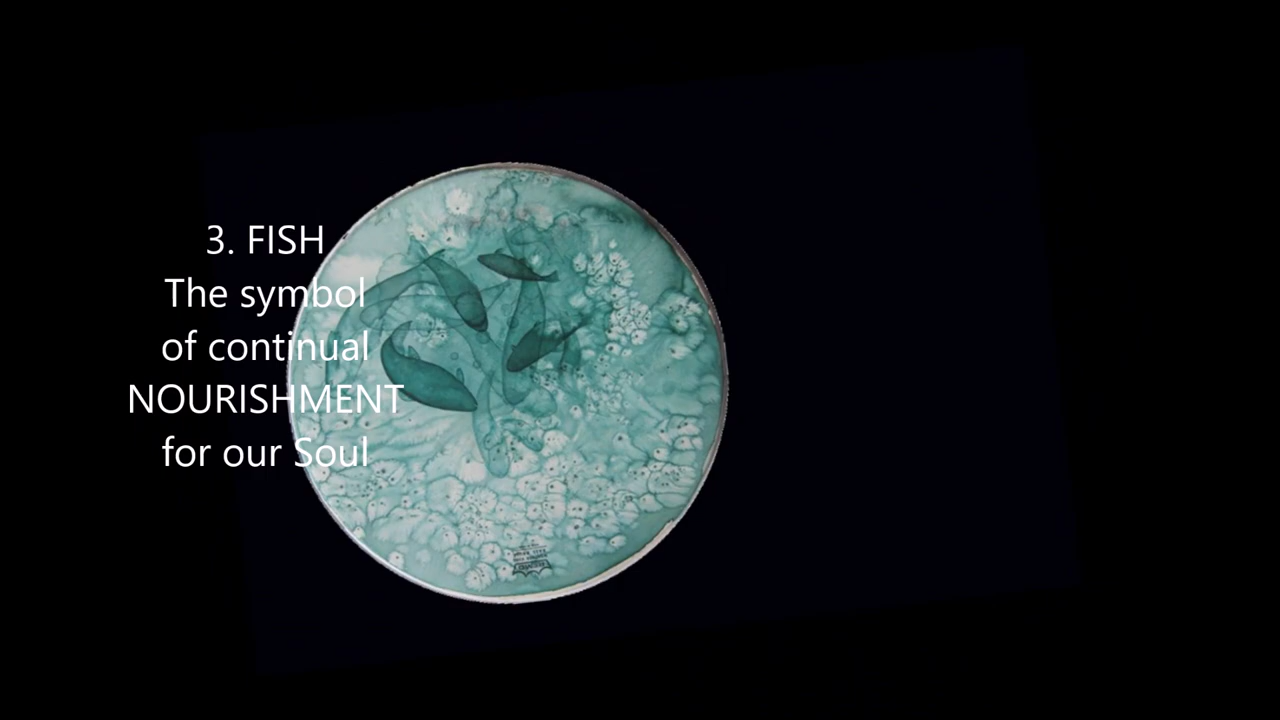 3. FISH
The symbol
of continual
NOURISHMENT
for our Soul